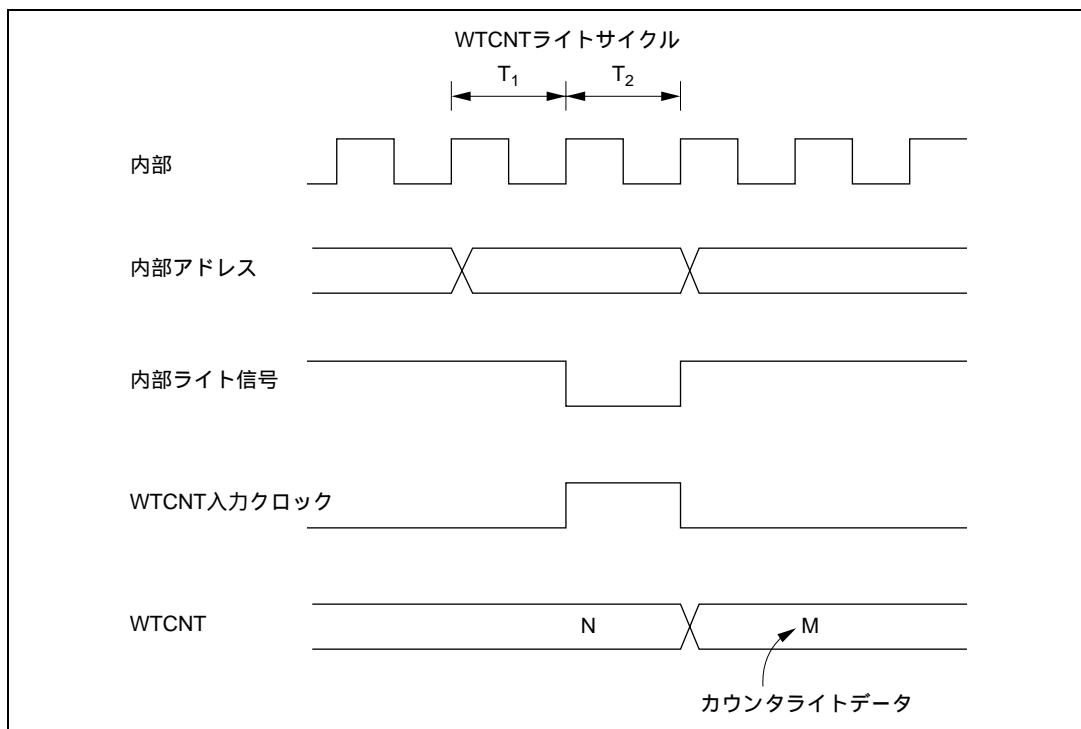 WTCNTライトサイクル
T1 T2
内部
内部アドレス
内部ライト信号
WTCNT入力クロック
WTCNT N M
カウンタライトデータ